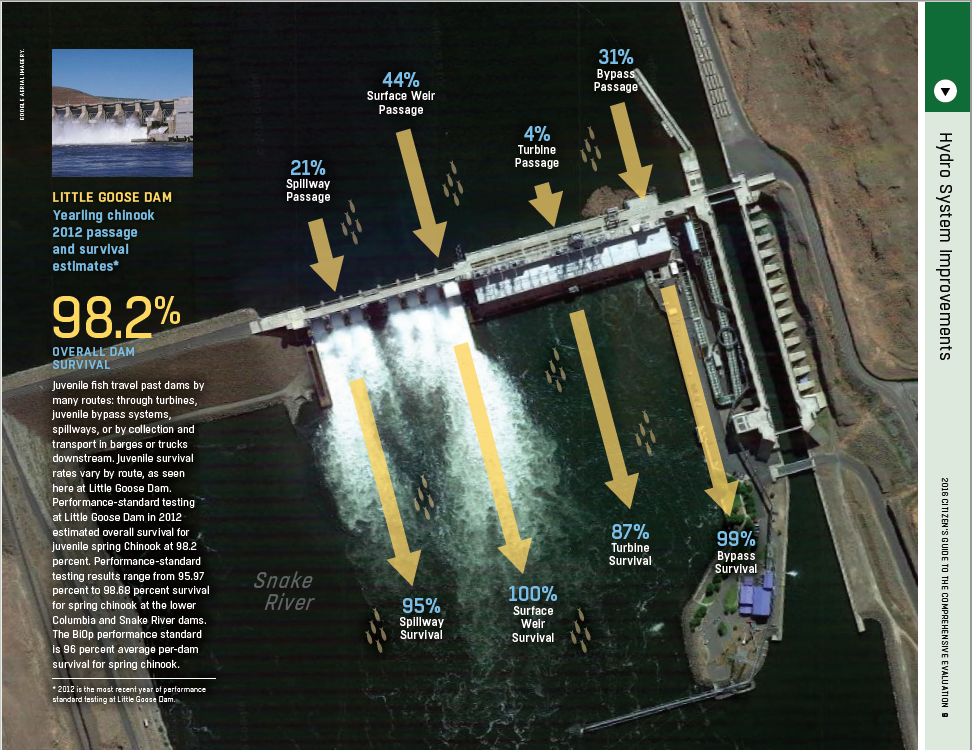 GOOGLE AERIAL IMAGERY.
LITTLE GOOSE DAM
Yearling chinook
2012 passage
and survival
estimates*
98.2%
OVERALL DAM
SURVIVAL
Juvenile fish travel past dams by
many routes: through turbines,
juvenile bypass systems,
spillways, or by collection and
transport in barges or trucks
downstream. Juvenile survival
rates vary by route, as seen
here at Little Goose Dam.
Performance-standard testing
at Little Goose Dam in 2012
estimated overall survival for
juvenile spring Chinook at 98.2
percent. Performance-standard
testing results range from 95.97
percent to 98.68 percent survival
for spring chinook at the lower
Columbia and Snake River dams.
The BiOp performance standard
is 96 percent average per-dam
survival for spring chinook.
* 2012 is the most recent year of performance
standard testing at Little Goose Dam.
21%
Spillway
Passage
44%
Surface Weir
Passage
4%
Turbine
Passage
31%
Bypass
Passage
95%
Spillway
Survival
100%
Surface
Weir
Survival
87%
Turbine
Survival
99%
Bypass
Survival
Snake
River
Hydro System Improvements
2016 CITIZEN'S GUIDE TO THE COMPREHENSIVE EVALUATION 9